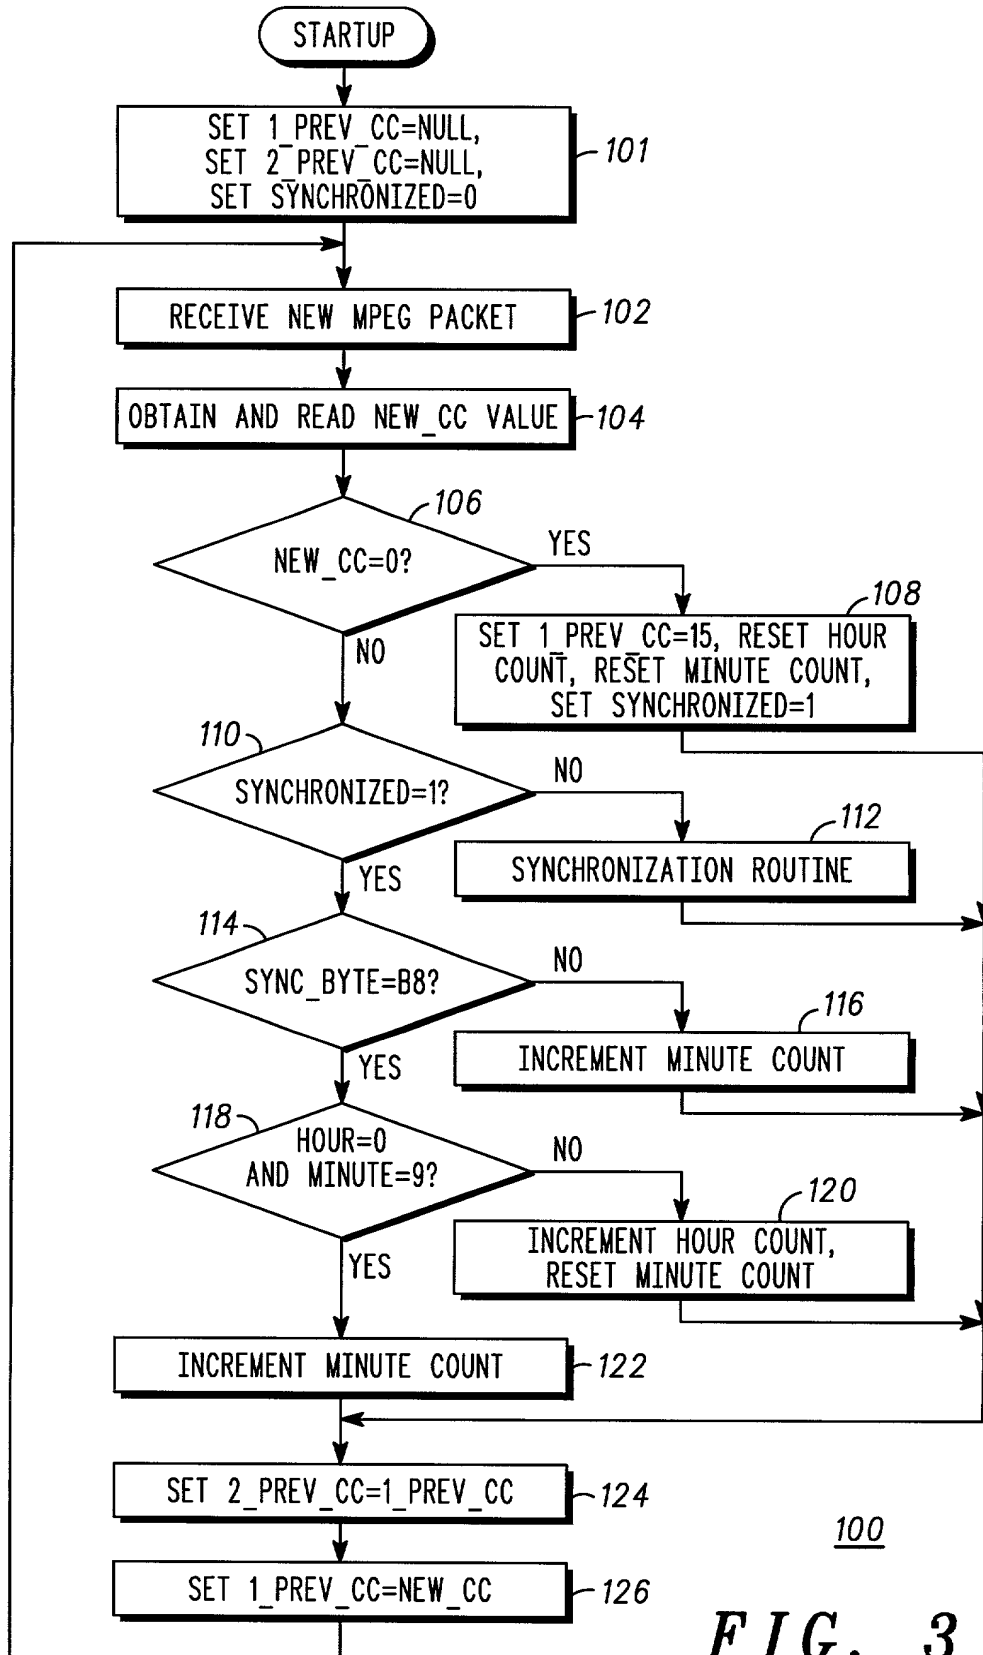 STARTUP
SET 1_PREV_CC=NULL,
SET 2_PREV_CC=NULL,
SET SYNCHRONIZED=0
101
RECEIVE NEW MPEG PACKET
102
OBTAIN AND READ NEW_CC VALUE
104
106
NEW_CC=0?
YES
NO
108
SET 1_PREV_CC=15, RESET HOUR
COUNT, RESET MINUTE COUNT,
SET SYNCHRONIZED=1
110
SYNCHRONIZED=1?
NO
YES
112
SYNCHRONIZATION ROUTINE
114
SYNC_BYTE=B8?
NO
YES
116
INCREMENT MINUTE COUNT
118
HOUR=0
AND MINUTE=9?
NO
YES
120
INCREMENT HOUR COUNT,
RESET MINUTE COUNT
INCREMENT MINUTE COUNT
122
SET 2_PREV_CC=1_PREV_CC
124
SET 1_PREV_CC=NEW_CC
126
100
FIG. 3